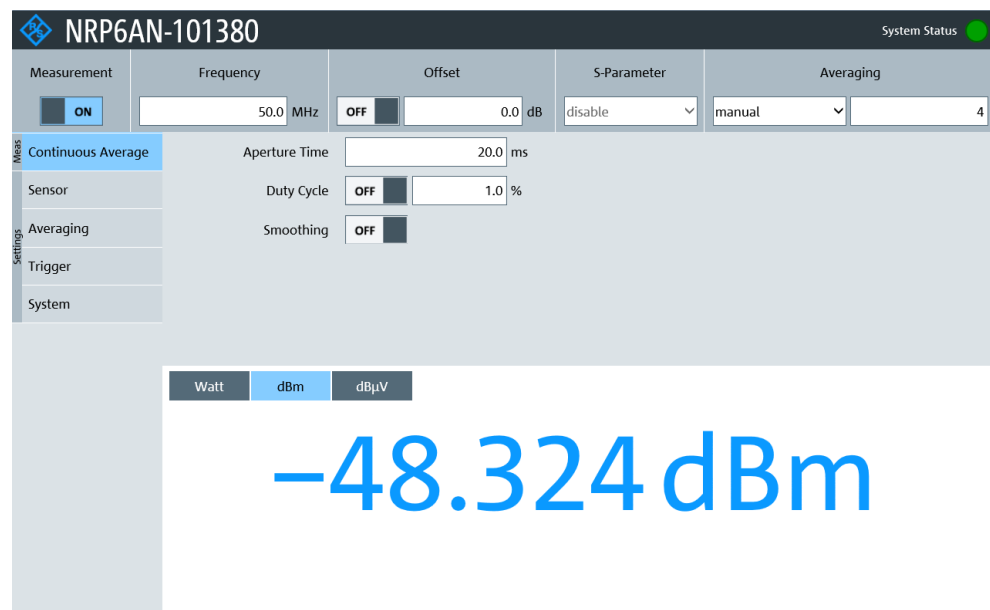 NRP6AN-101380
System Status
Measurement Frequency Offset S-Parameter Averaging
ON 50.0 MHz OFF 0.0 dB disable manual 4
Meas
Continuous Average
Aperture Time 20.0 ms
Settings
Sensor
Duty Cycle OFF 1.0 %
Averaging
Smoothing OFF
Trigger
System
Watt dBm dBµV
−48.324 dBm